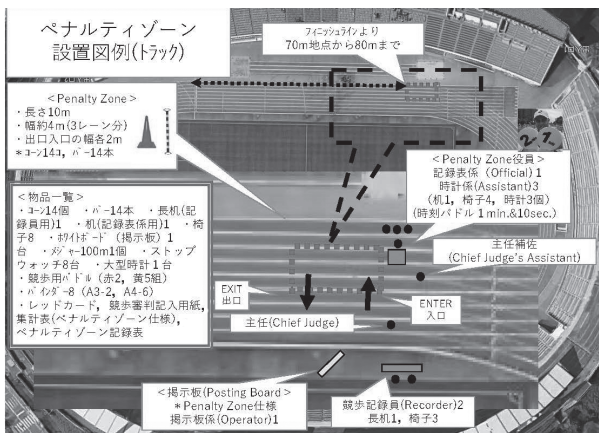 ペナルティゾーン
設置図例(トラック)
フィニッシュラインより
70m地点から80mまで
＜Penalty Zone＞
・長さ10m
・幅約4m(3レーン分)
・出口入口の幅各2m
＊コーン14コ，バー14本
＜Penalty Zone役員＞
記録表係 (Official) 1
時計係(Assistant)3
(机1，椅子4，時計3個)
(時刻パドル1min.&10sec.)
＜物品一覧＞
・コーン14個 ・バー14本 ・長机(記
録員用)1 ・机(記録表係用)1 ・椅
子8 ・ホワイトボード (掲示板) 1
台 ・メジャー100m1個 ・ストップ
ウォッチ8台 ・大型時計1台
・競歩用パドル (赤2，黄5組)
・バインダー8 (A3-2，A4-6)
・レッドカード，競歩審判記入用紙，
集計表(ペナルティゾーン仕様)，
ペナルティゾーン記録表
主任補佐
(Chief Judge's Assistant)
EXIT
出口
ENTER
入口
主任(Chief Judge)
＜掲示板(Posting Board)＞
＊Penalty Zone仕様
掲示板係(Operator)1
競歩記録員(Recorder)2
長机1，椅子3